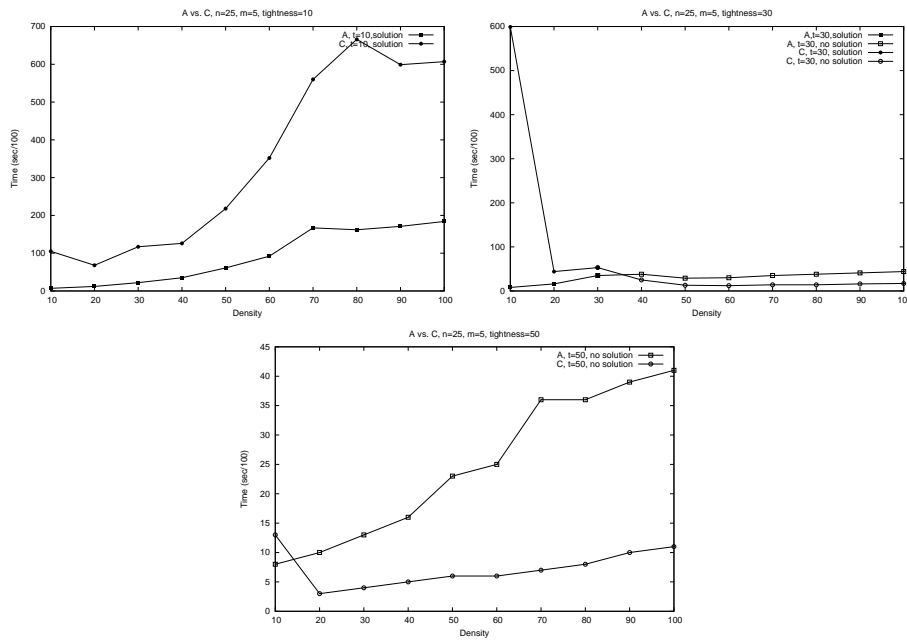 A vs. C, n=25, m=5, tightness=10
700
600
500
400
300
200
100
0
10 20 30 40 50 60 70 80 90 100
Time (sec/100)
Density
A, t=10,solution
C, t=10, solution
A vs. C, n=25, m=5, tightness=30
600
500
400
300
200
100
0
10 20 30 40 50 60 70 80 90 10
Time (sec/100)
Density
A,t=30,solution
A, t=30, no solution
C, t=30, solution
C, t=30, no solution
A vs. C, n=25, m=5, tightness=50
45
40
35
30
25
20
15
10
5
0
10 20 30 40 50 60 70 80 90 100
Time (sec/100)
Density
A, t=50, no solution
C, t=50, no solution